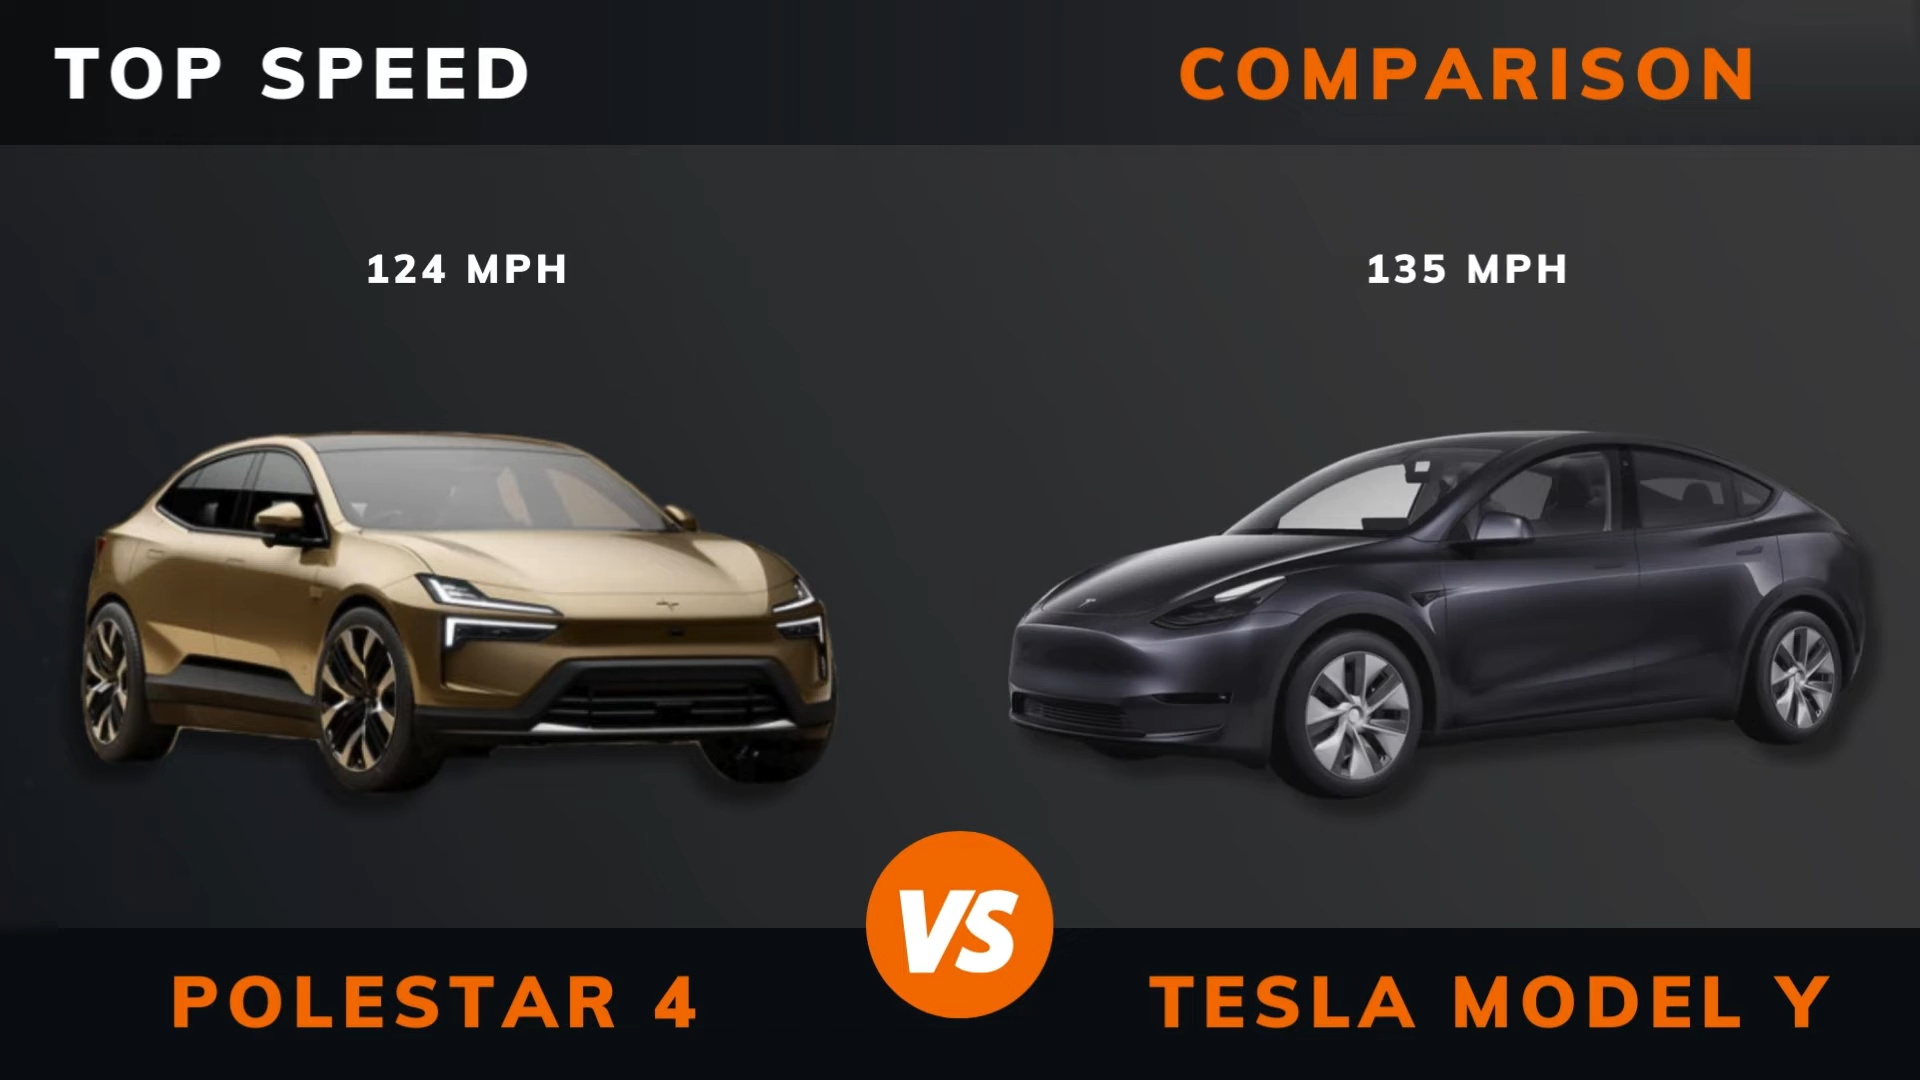 TOP SPEED
COMPARISON
124 MPH
135 MPH
VS
POLESTAR 4
TESLA MODEL Y